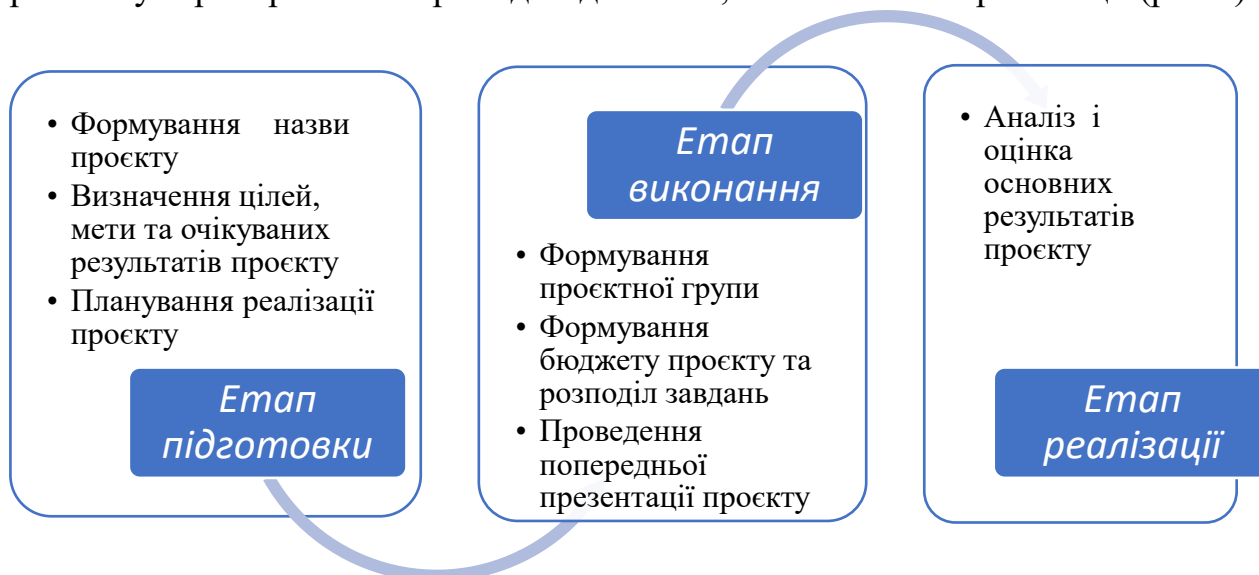 • Формування назви
проєкту
• Визначення цілей,
мети та очікуваних
результатів проєкту
• Планування реалізації
проєкту
Етап
підготовки
Етап
виконання
• Формування
проєктної групи
• Формування
бюджету проєкту та
розподіл завдань
• Проведення
попередньої
презентації проєкту
• Аналіз і
оцінка
основних
результатів
проєкту
Етап
реалізації